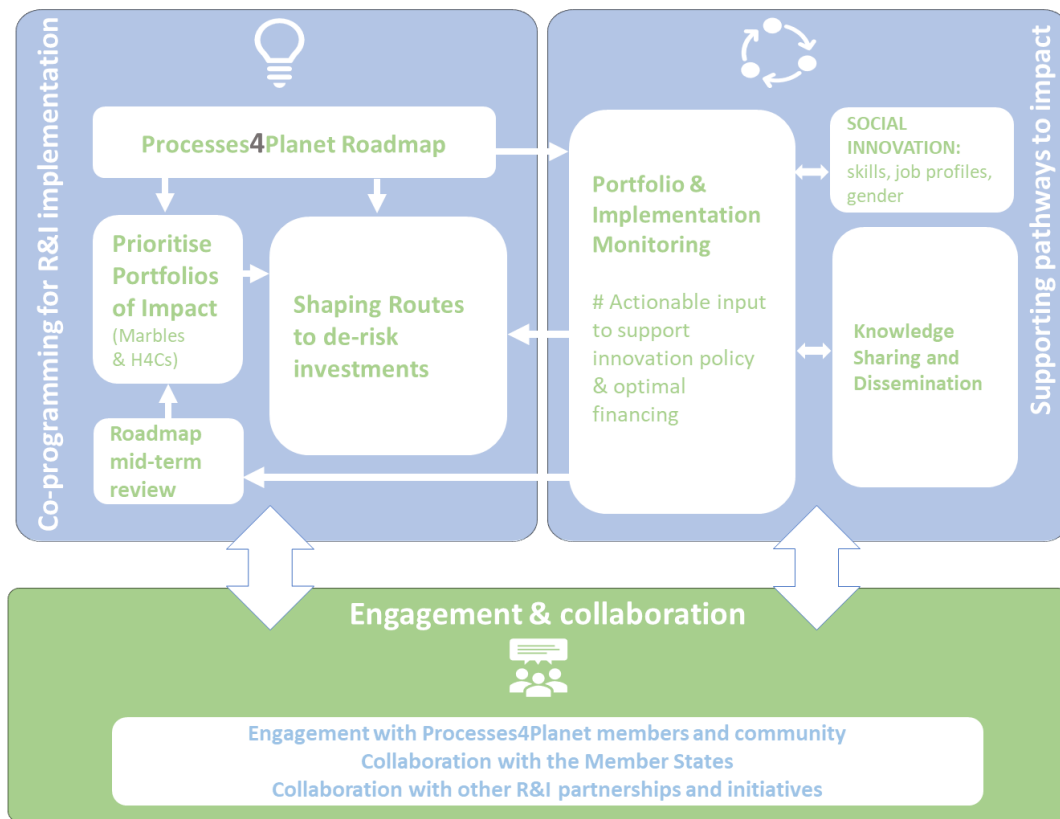 Co-programming for R&I implementation
Processes4Planet Roadmap
Prioritise
Portfolios
of Impact
(Marbles
& H4Cs)
Shaping Routes
to de-risk
investments
Roadmap
mid-term
review
Supporting pathways to impact
Portfolio &
Implementation
Monitoring
# Actionable input
to support
innovation policy
& optimal
financing
SOCIAL
INNOVATION:
skills, job profiles,
gender
Knowledge
Sharing and
Dissemination
Engagement & collaboration
Engagement with Processes4Planet members and community
Collaboration with the Member States
Collaboration with other R&I partnerships and initiatives